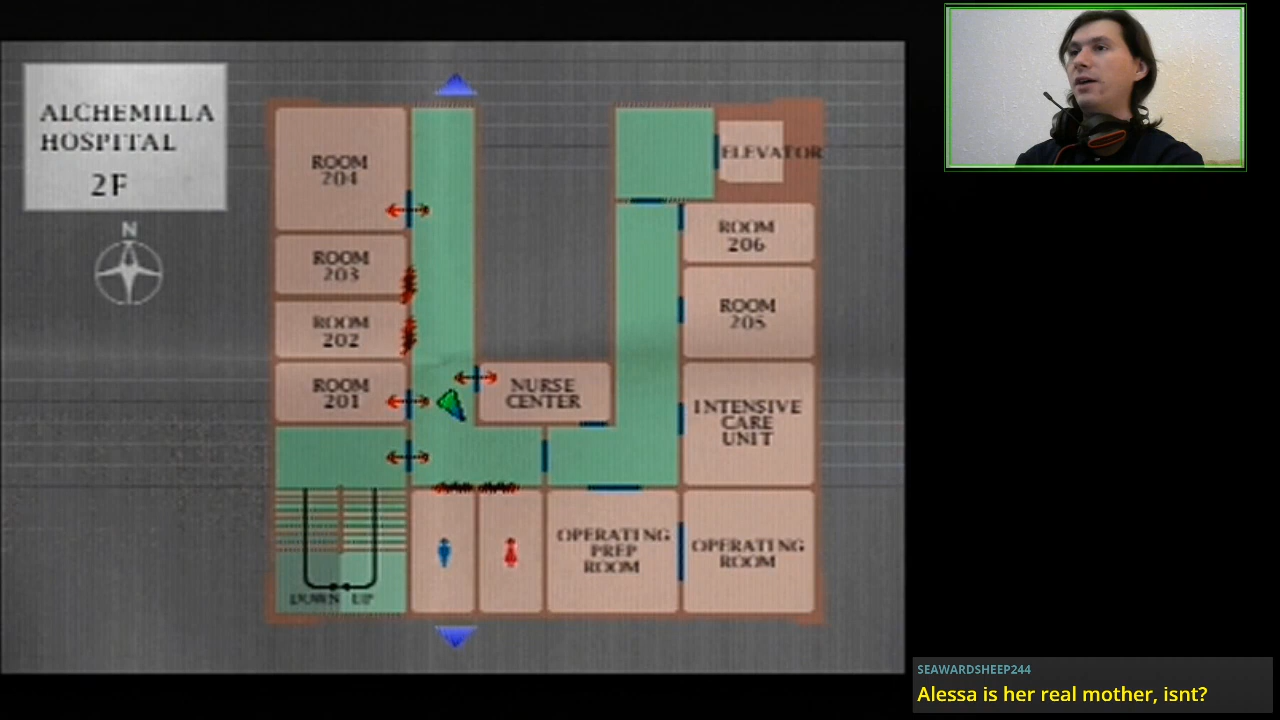 ALCHEMILLA
HOSPITAL
2F
N
ROOM
204
ELEVATOR
ROOM
206
ROOM
203
ROOM
205
ROOM
202
ROOM
201
NURSE
CENTER
INTENSIVE
CARE
UNIT
OPERATING
PREP
ROOM
OPERATING
ROOM
DOWN UP
SEAWARDSHEEP244
Alessa is her real mother, isnt?